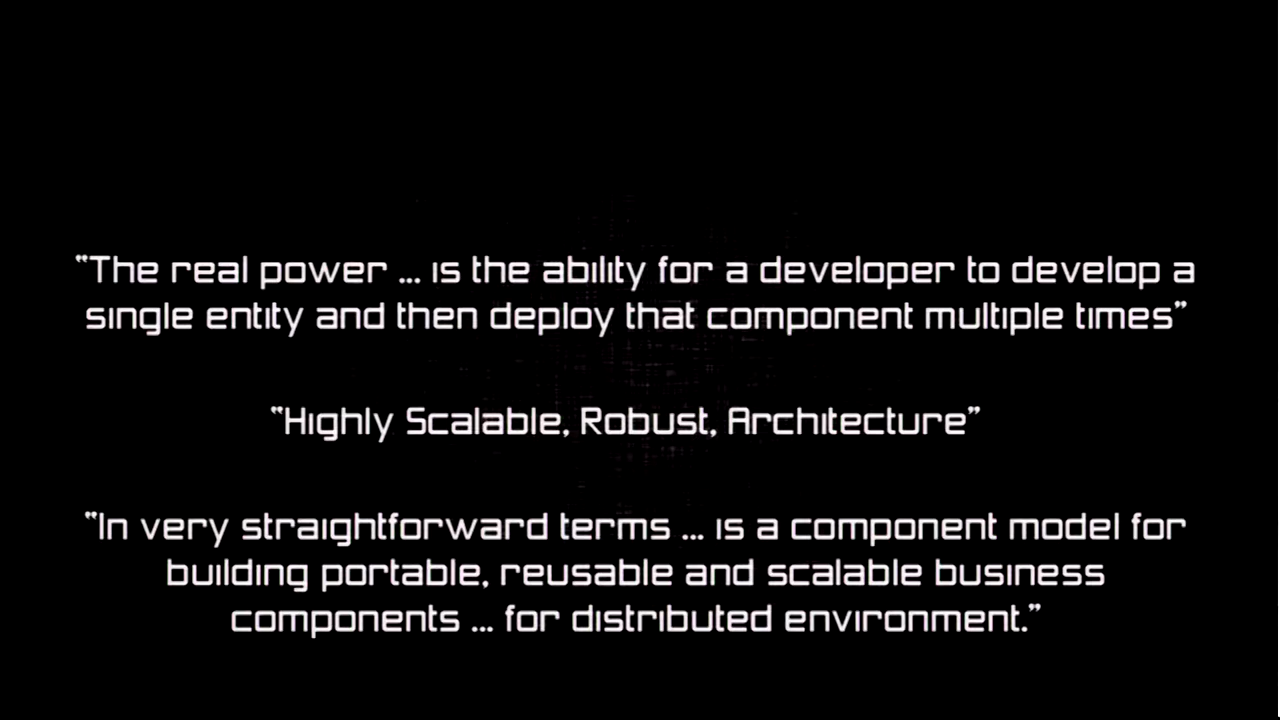 “The real power ... is the ability for a developer to develop a
single entity and then deploy that component multiple times”
“Highly Scalable, Robust, Architecture”
“In very straightforward terms ... is a component model for
building portable, reusable and scalable business
components ... for distributed environment.”